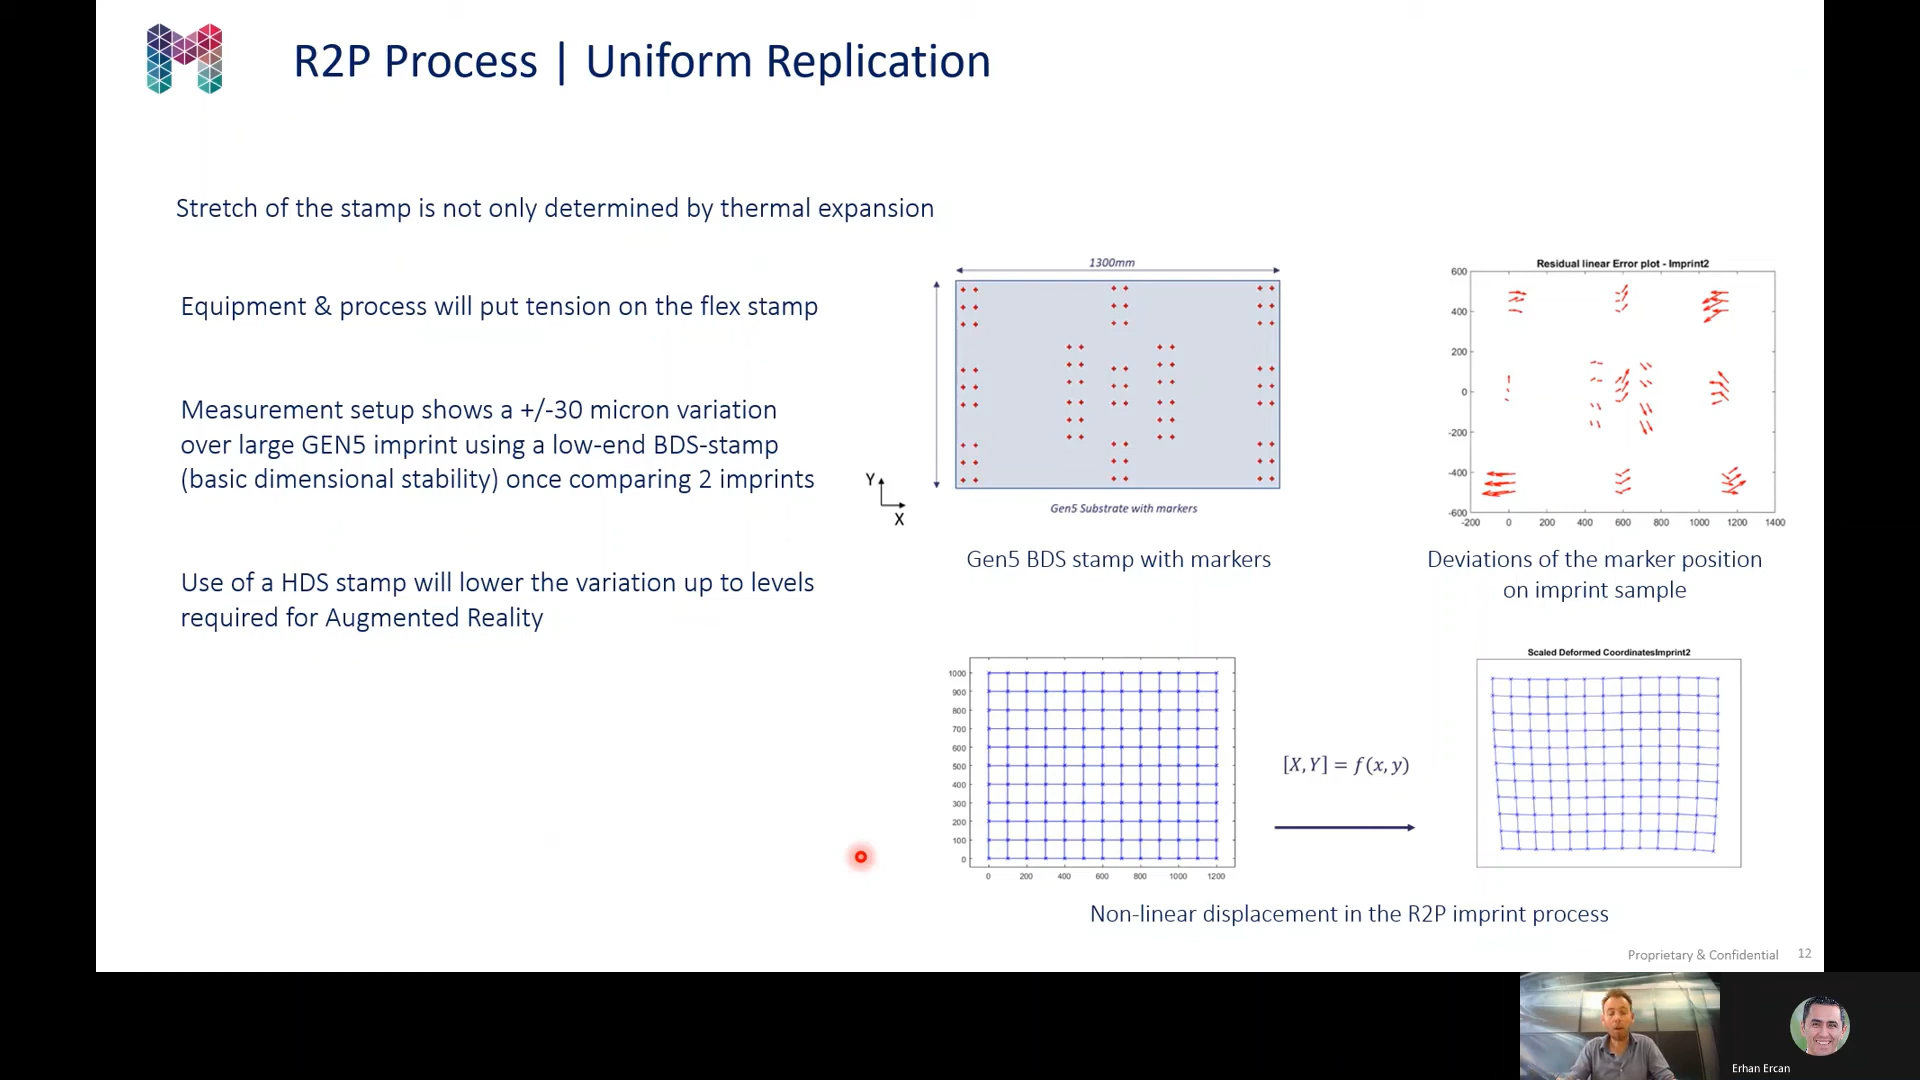 R2P Process | Uniform Replication
Stretch of the stamp is not only determined by thermal expansion
Equipment & process will put tension on the flex stamp
Measurement setup shows a +/-30 micron variation
over large GEN5 imprint using a low-end BDS-stamp
(basic dimensional stability) once comparing 2 imprints
Use of a HDS stamp will lower the variation up to levels
required for Augmented Reality
1300mm
Y
X
Gen5 Substrate with markers
Gen5 BDS stamp with markers
Residual linear Error plot - Imprint2
600
400
200
0
-200
-400
-600
-200 0 200 400 600 800 1000 1200 1400
Deviations of the marker position
on imprint sample
1000
900
800
700
600
500
400
300
200
100
0
0 200 400 600 800 1000 1200
[X,Y] = f(x,y)
Scaled Deformed CoordinatesImprint2
Non-linear displacement in the R2P imprint process
Proprietary & Confidential 12
Erhan Ercan